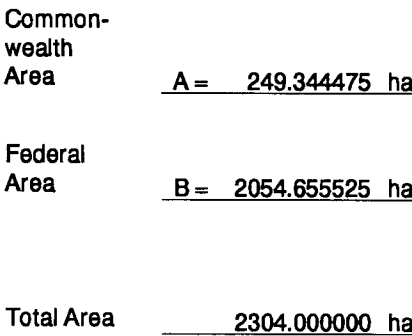 Common-
wealth
Area A = 249.344475 ha
Federal
Area B = 2054.655525 ha
Total Area 2304.000000 ha